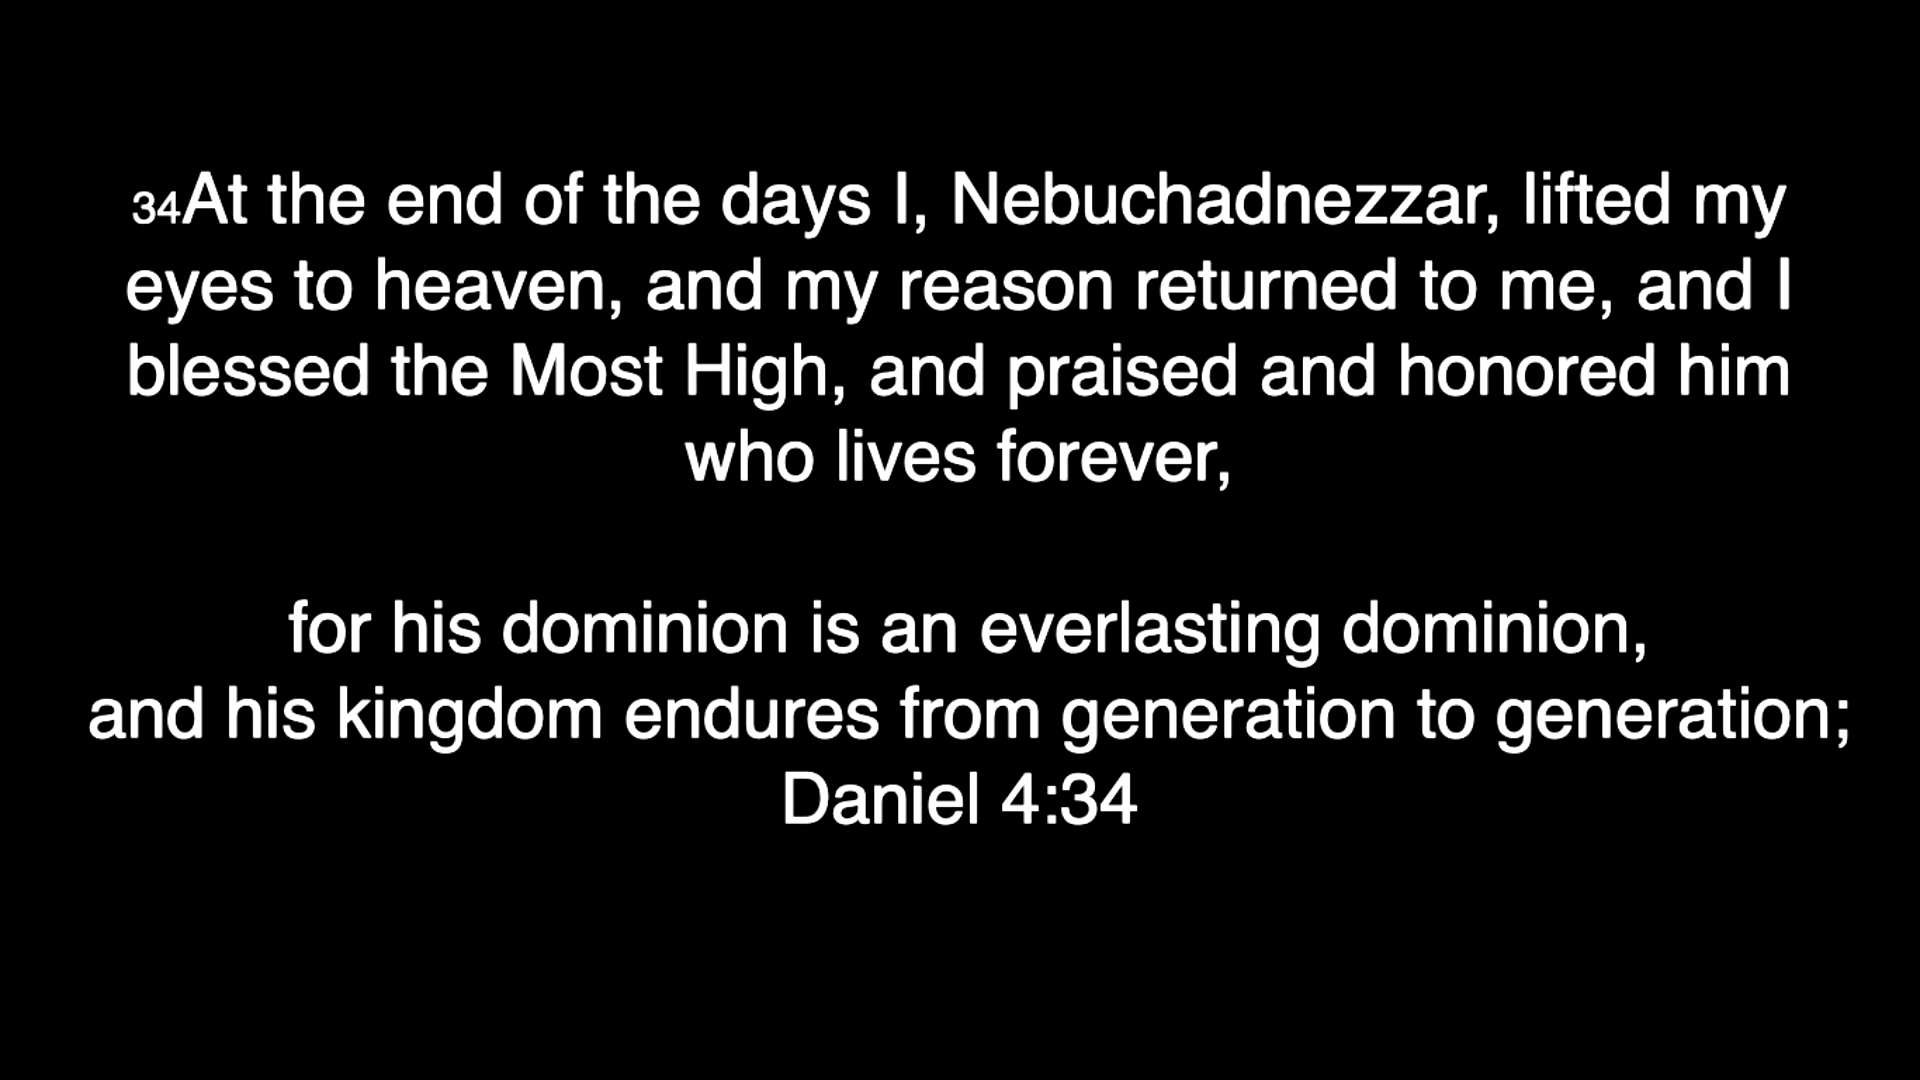 34At the end of the days I, Nebuchadnezzar, lifted my
eyes to heaven, and my reason returned to me, and I
blessed the Most High, and praised and honored him
who lives forever,
for his dominion is an everlasting dominion,
and his kingdom endures from generation to generation;
Daniel 4:34